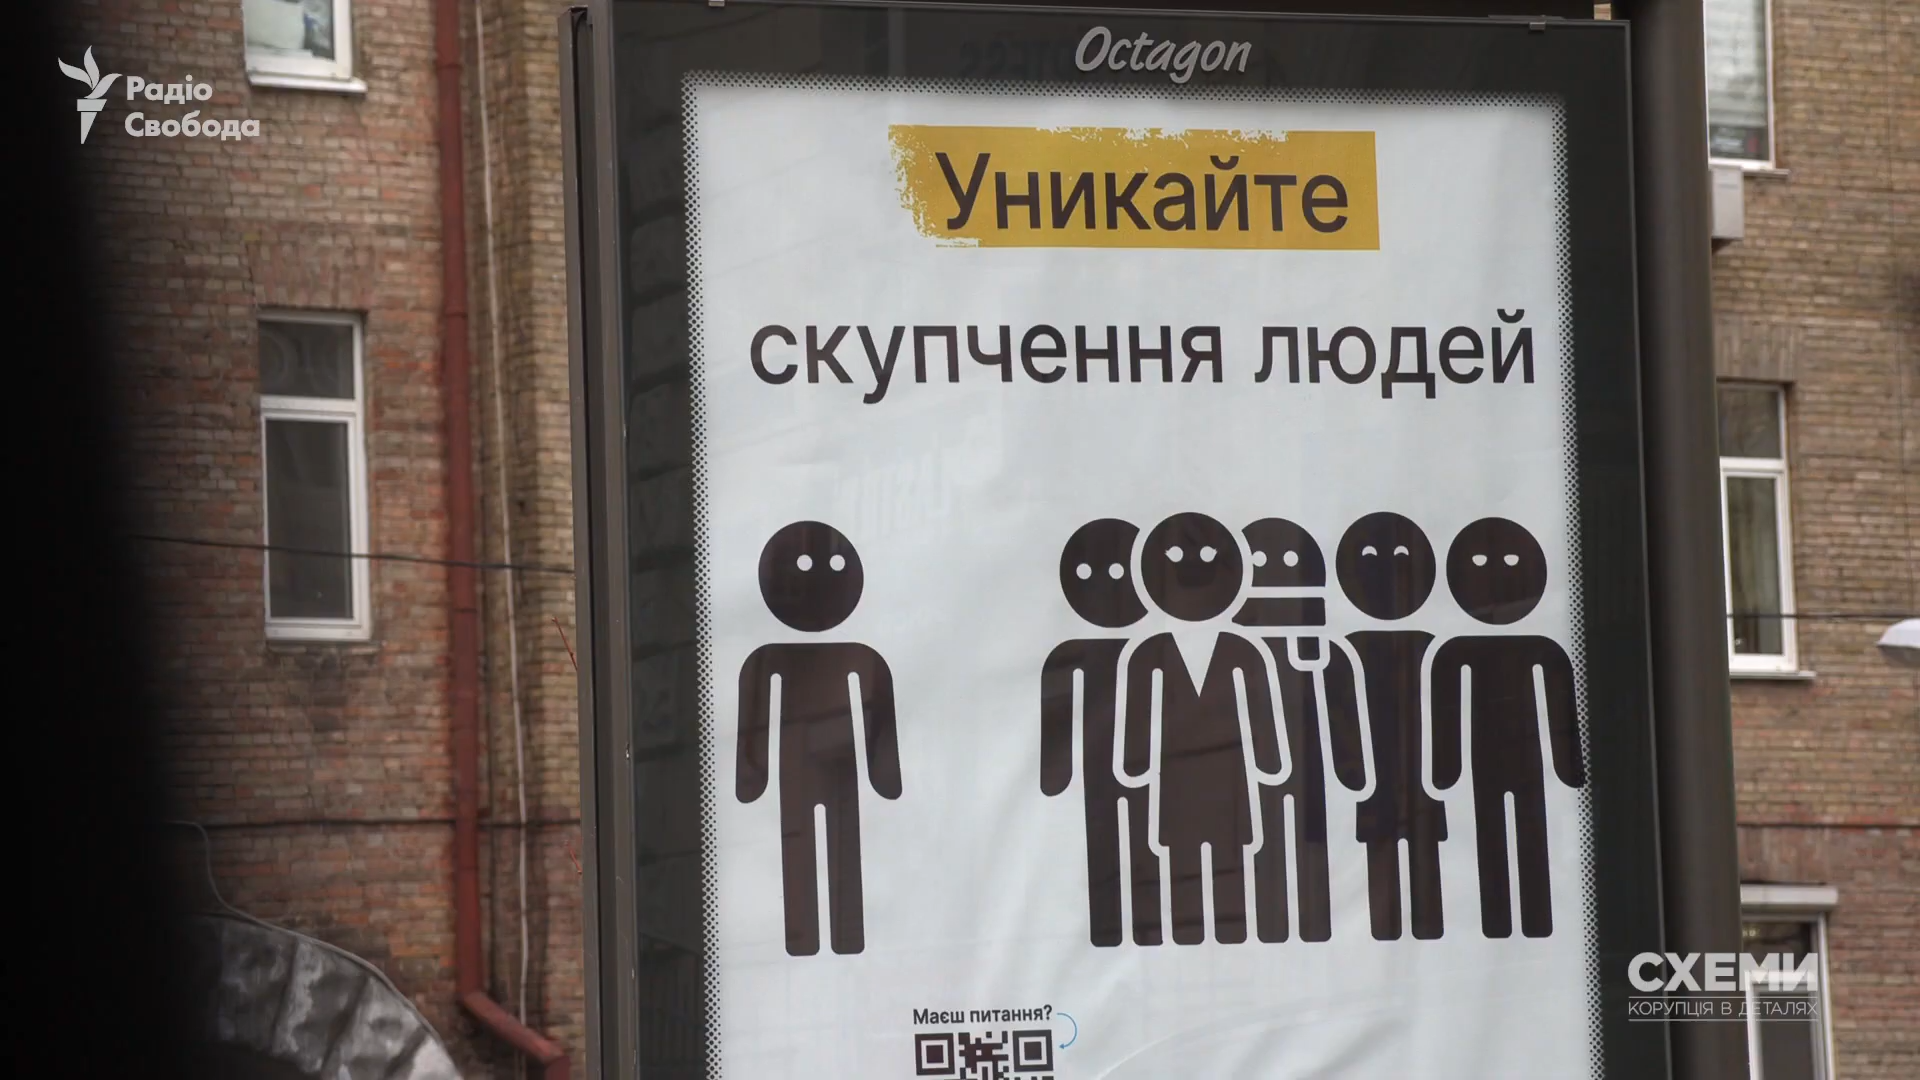 Радіо
Свобода
Octagon
Уникайте
скупчення людей
Маєш питання?
СХЕМИ
КОРУПЦІЯ В ДЕТАЛЯХ